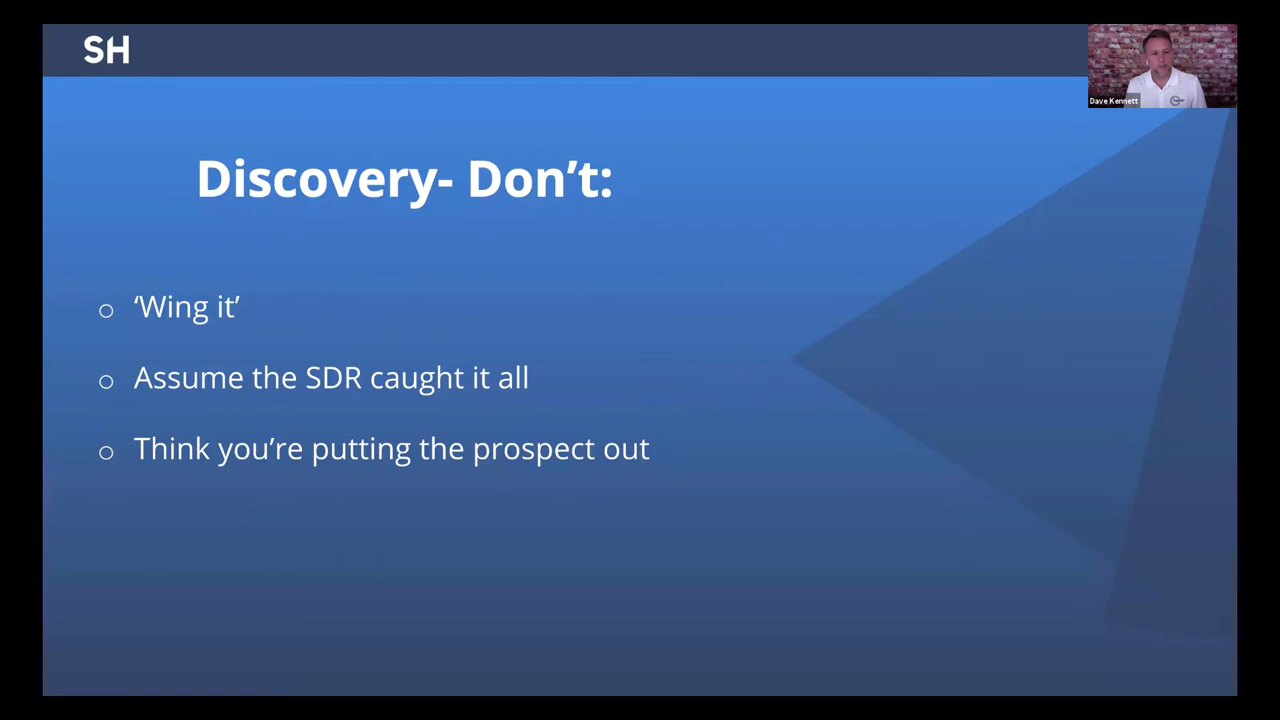 SH
Dave Kennett
Discovery- Don’t:
‘Wing it’
Assume the SDR caught it all
Think you’re putting the prospect out